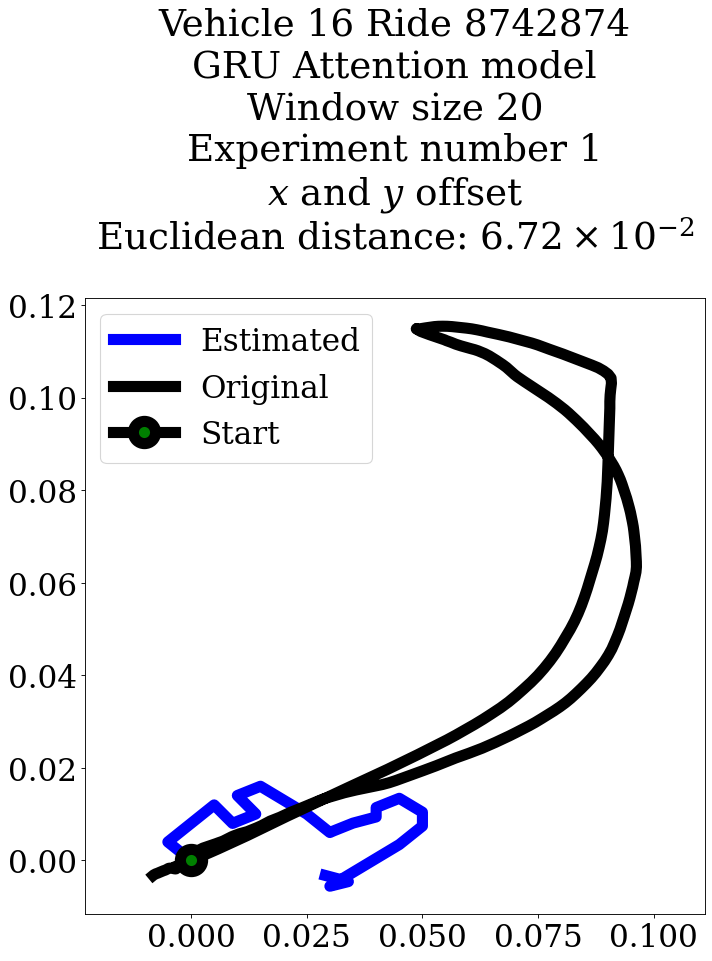 Vehicle 16 Ride 8742874
GRU Attention model
Window size 20
Experiment number 1
x and y offset
Euclidean distance: 6.72 × 10⁻²
Estimated
Original
Start
0.12
0.10
0.08
0.06
0.04
0.02
0.00
0.000 0.025 0.050 0.075 0.100